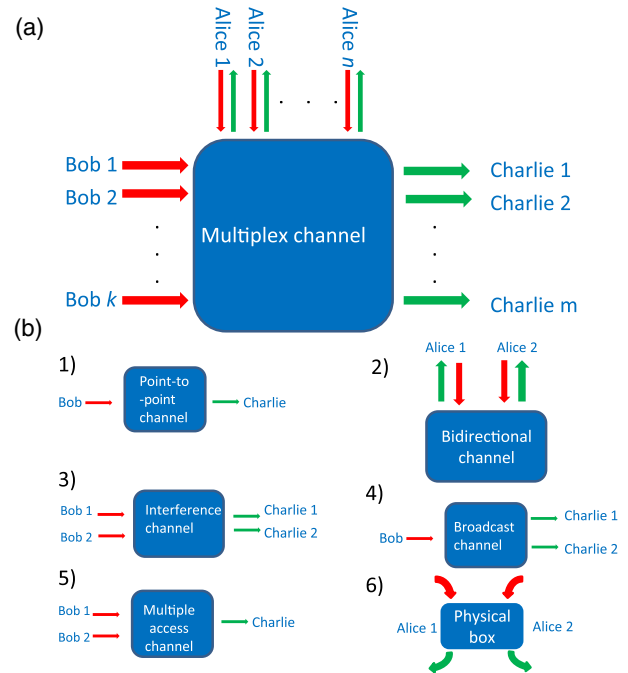 (a)
Alice 1
Alice 2
Alice n
. . .
Bob 1
Bob 2
.
.
.
Bob k
Multiplex channel
Charlie 1
Charlie 2
.
.
.
Charlie m
(b)
1)
Bob
Point-to
-point
channel
Charlie
2)
Alice 1
Alice 2
Bidirectional
channel
3)
Bob 1
Bob 2
Interference
channel
Charlie 1
Charlie 2
4)
Bob
Broadcast
channel
Charlie 1
Charlie 2
5)
Bob 1
Bob 2
Multiple
access
channel
Charlie
6)
Alice 1
Physical
box
Alice 2